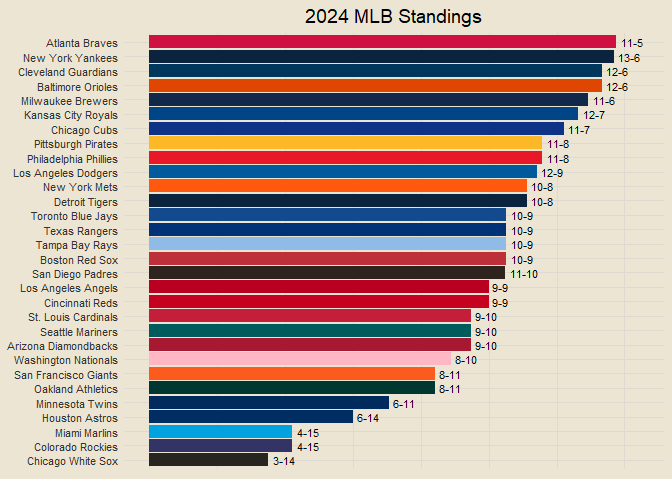 2024 MLB Standings
Atlanta Braves 11-5
New York Yankees 13-6
Cleveland Guardians 12-6
Baltimore Orioles 12-6
Milwaukee Brewers 11-6
Kansas City Royals 12-7
Chicago Cubs 11-7
Pittsburgh Pirates 11-8
Philadelphia Phillies 11-8
Los Angeles Dodgers 12-9
New York Mets 10-8
Detroit Tigers 10-8
Toronto Blue Jays 10-9
Texas Rangers 10-9
Tampa Bay Rays 10-9
Boston Red Sox 10-9
San Diego Padres 11-10
Los Angeles Angels 9-9
Cincinnati Reds 9-9
St. Louis Cardinals 9-10
Seattle Mariners 9-10
Arizona Diamondbacks 9-10
Washington Nationals 8-10
San Francisco Giants 8-11
Oakland Athletics 8-11
Minnesota Twins 6-11
Houston Astros 6-14
Miami Marlins 4-15
Colorado Rockies 4-15
Chicago White Sox 3-14